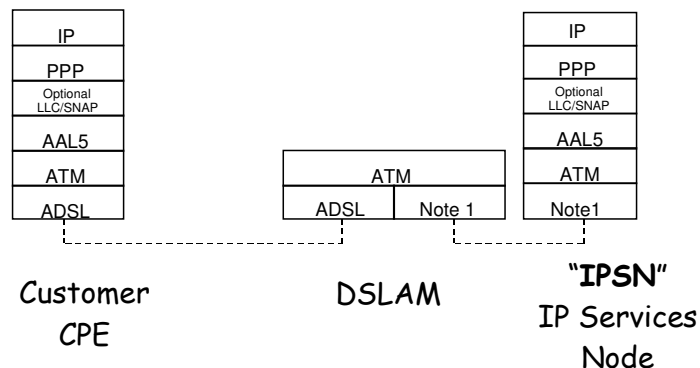 IP
PPP
Optional
LLC/SNAP
AAL5
ATM
ADSL
Customer
CPE
ATM
ADSL
Note 1
DSLAM
IP
PPP
Optional
LLC/SNAP
AAL5
ATM
Note1
“IPSN”
IP Services
Node